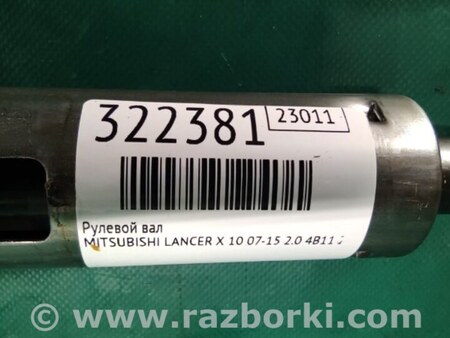 322381 23011
Рулевой вал
MITSUBISHI LANCER X 10 07-15 2.0 4B11
www.razborki.com